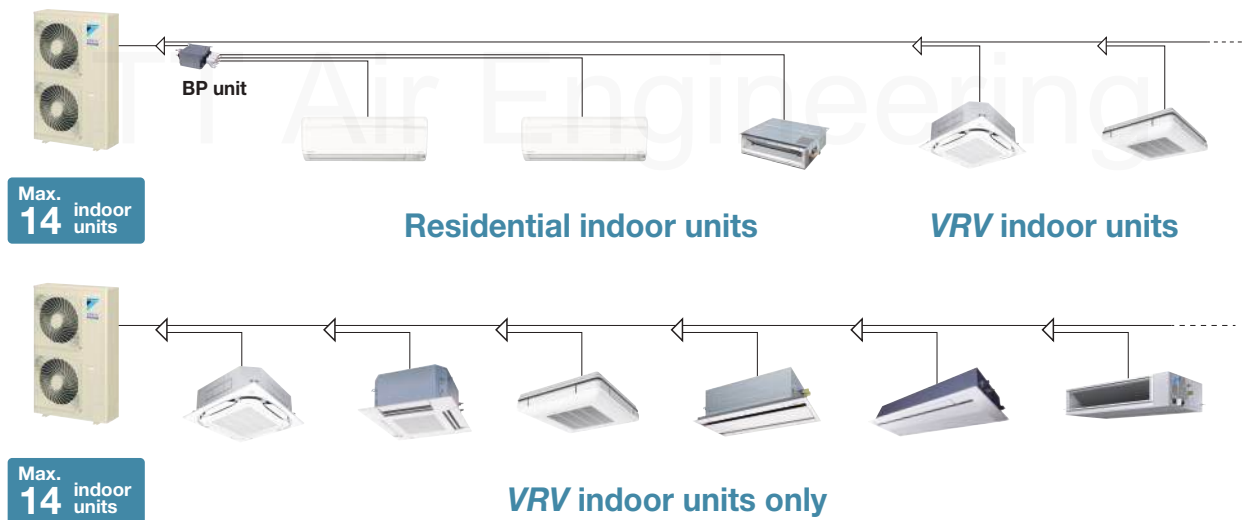 TT Air Engineering
BP unit
Max.
14 indoor
units
Residential indoor units
VRV indoor units
Max.
14 indoor
units
VRV indoor units only